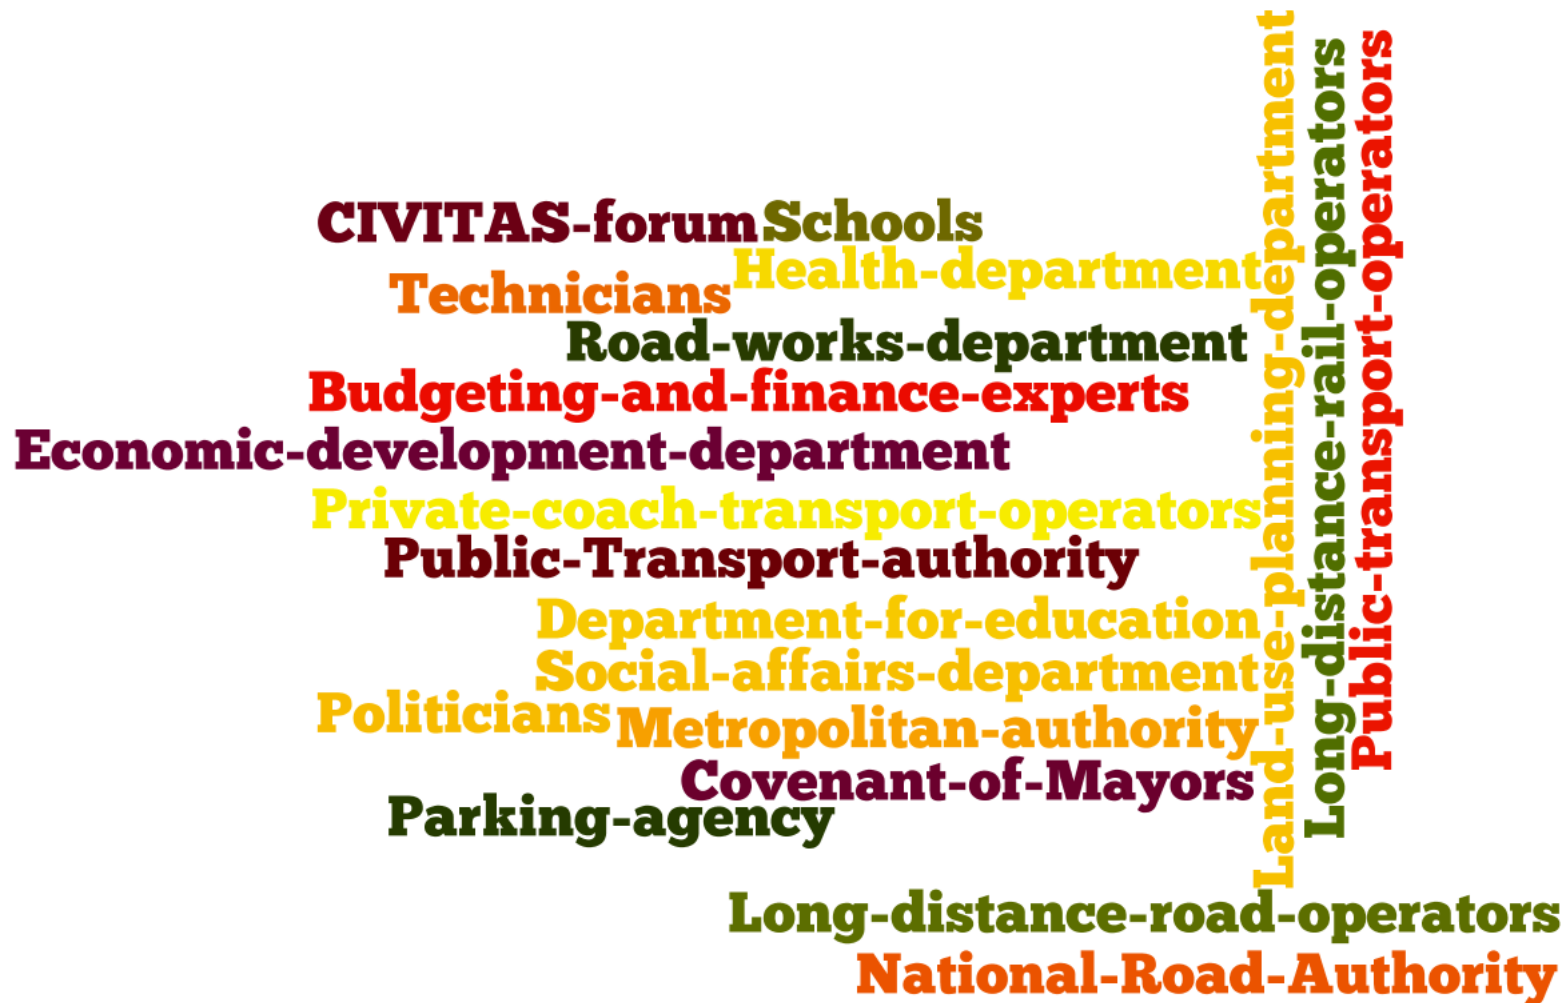 CIVITAS-forum
Schools
Health-department
Technicians
Road-works-department
Budgeting-and-finance-experts
Economic-development-department
Private-coach-transport-operators
Public-Transport-authority
Department-for-education
Social-affairs-department
Politicians
Metropolitan-authority
Covenant-of-Mayors
Parking-agency
Land-use-planning-department
Long-distance-rail-operators
Public-transport-operators
Long-distance-road-operators
National-Road-Authority